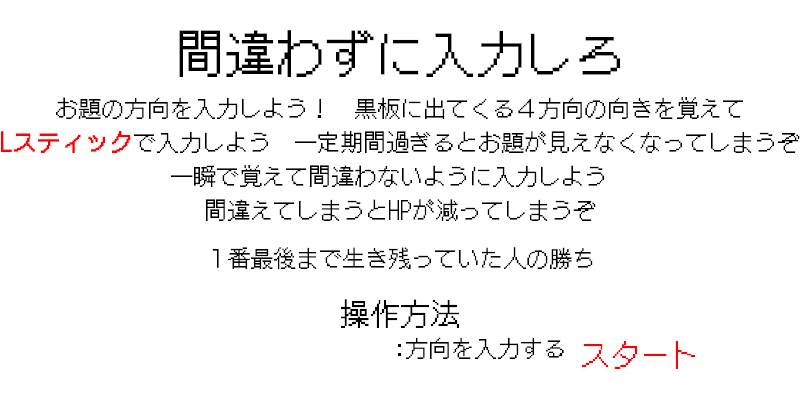 間違わずに入力しろ
お題の方向を入力しよう！　黒板に出てくる４方向の向きを覚えて
Lスティックで入力しよう　一定期間過ぎるとお題が見えなくなってしまうぞ
一瞬で覚えて間違わないように入力しよう
間違えてしまうとHPが減ってしまうぞ
１番最後まで生き残っていた人の勝ち
操作方法
:方向を入力する
スタート